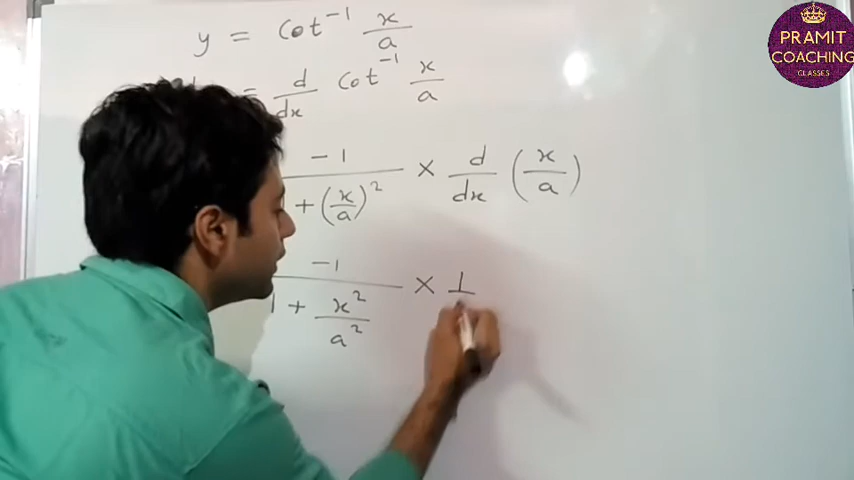 y = Cot⁻¹ x/a
= d/dx Cot⁻¹ x/a
-1/( + (x/a)²) × d/dx (x/a)
-1/(1 + x²/a²) × 1/
PRAMIT
COACHING
CLASSES